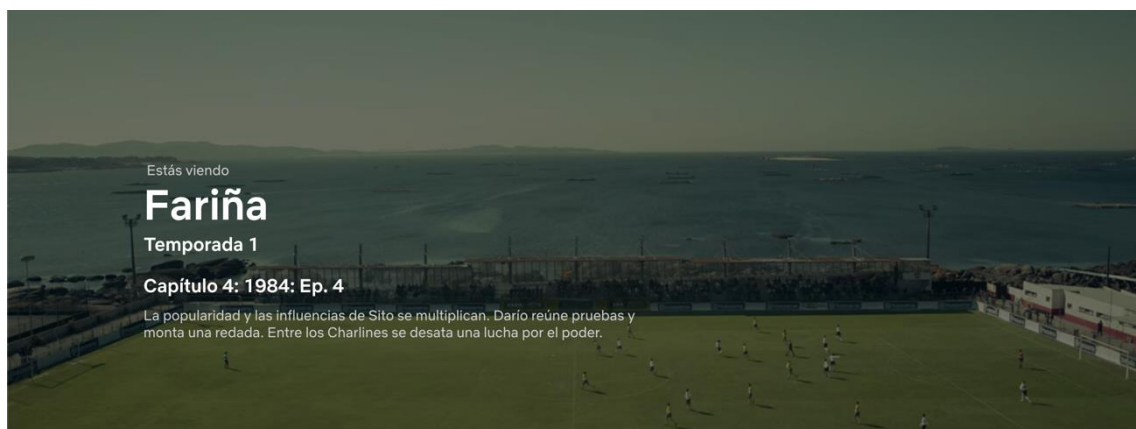 Estás viendo
Fariña
Temporada 1
Capítulo 4: 1984: Ep. 4
La popularidad y las influencias de Sito se multiplican. Darío reúne pruebas y
monta una redada. Entre los Charlines se desata una lucha por el poder.